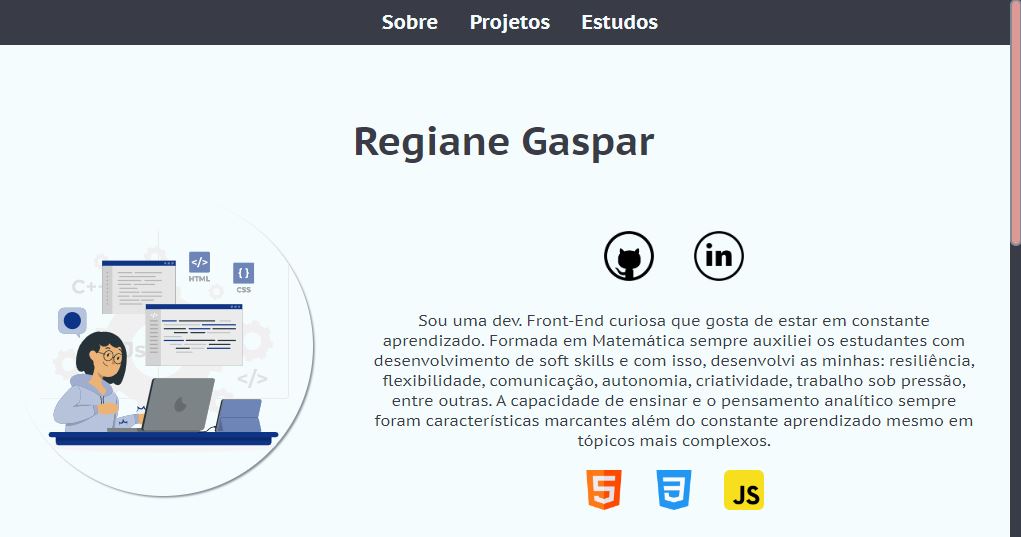 Sobre Projetos Estudos
Regiane Gaspar
C++
</>
HTML
{ }
CSS
JS
</>
in
Sou uma dev. Front-End curiosa que gosta de estar em constante
aprendizado. Formada em Matemática sempre auxiliei os estudantes com
desenvolvimento de soft skills e com isso, desenvolvi as minhas: resiliência,
flexibilidade, comunicação, autonomia, criatividade, trabalho sob pressão,
entre outras. A capacidade de ensinar e o pensamento analítico sempre
foram características marcantes além do constante aprendizado mesmo em
tópicos mais complexos.
5
3
JS